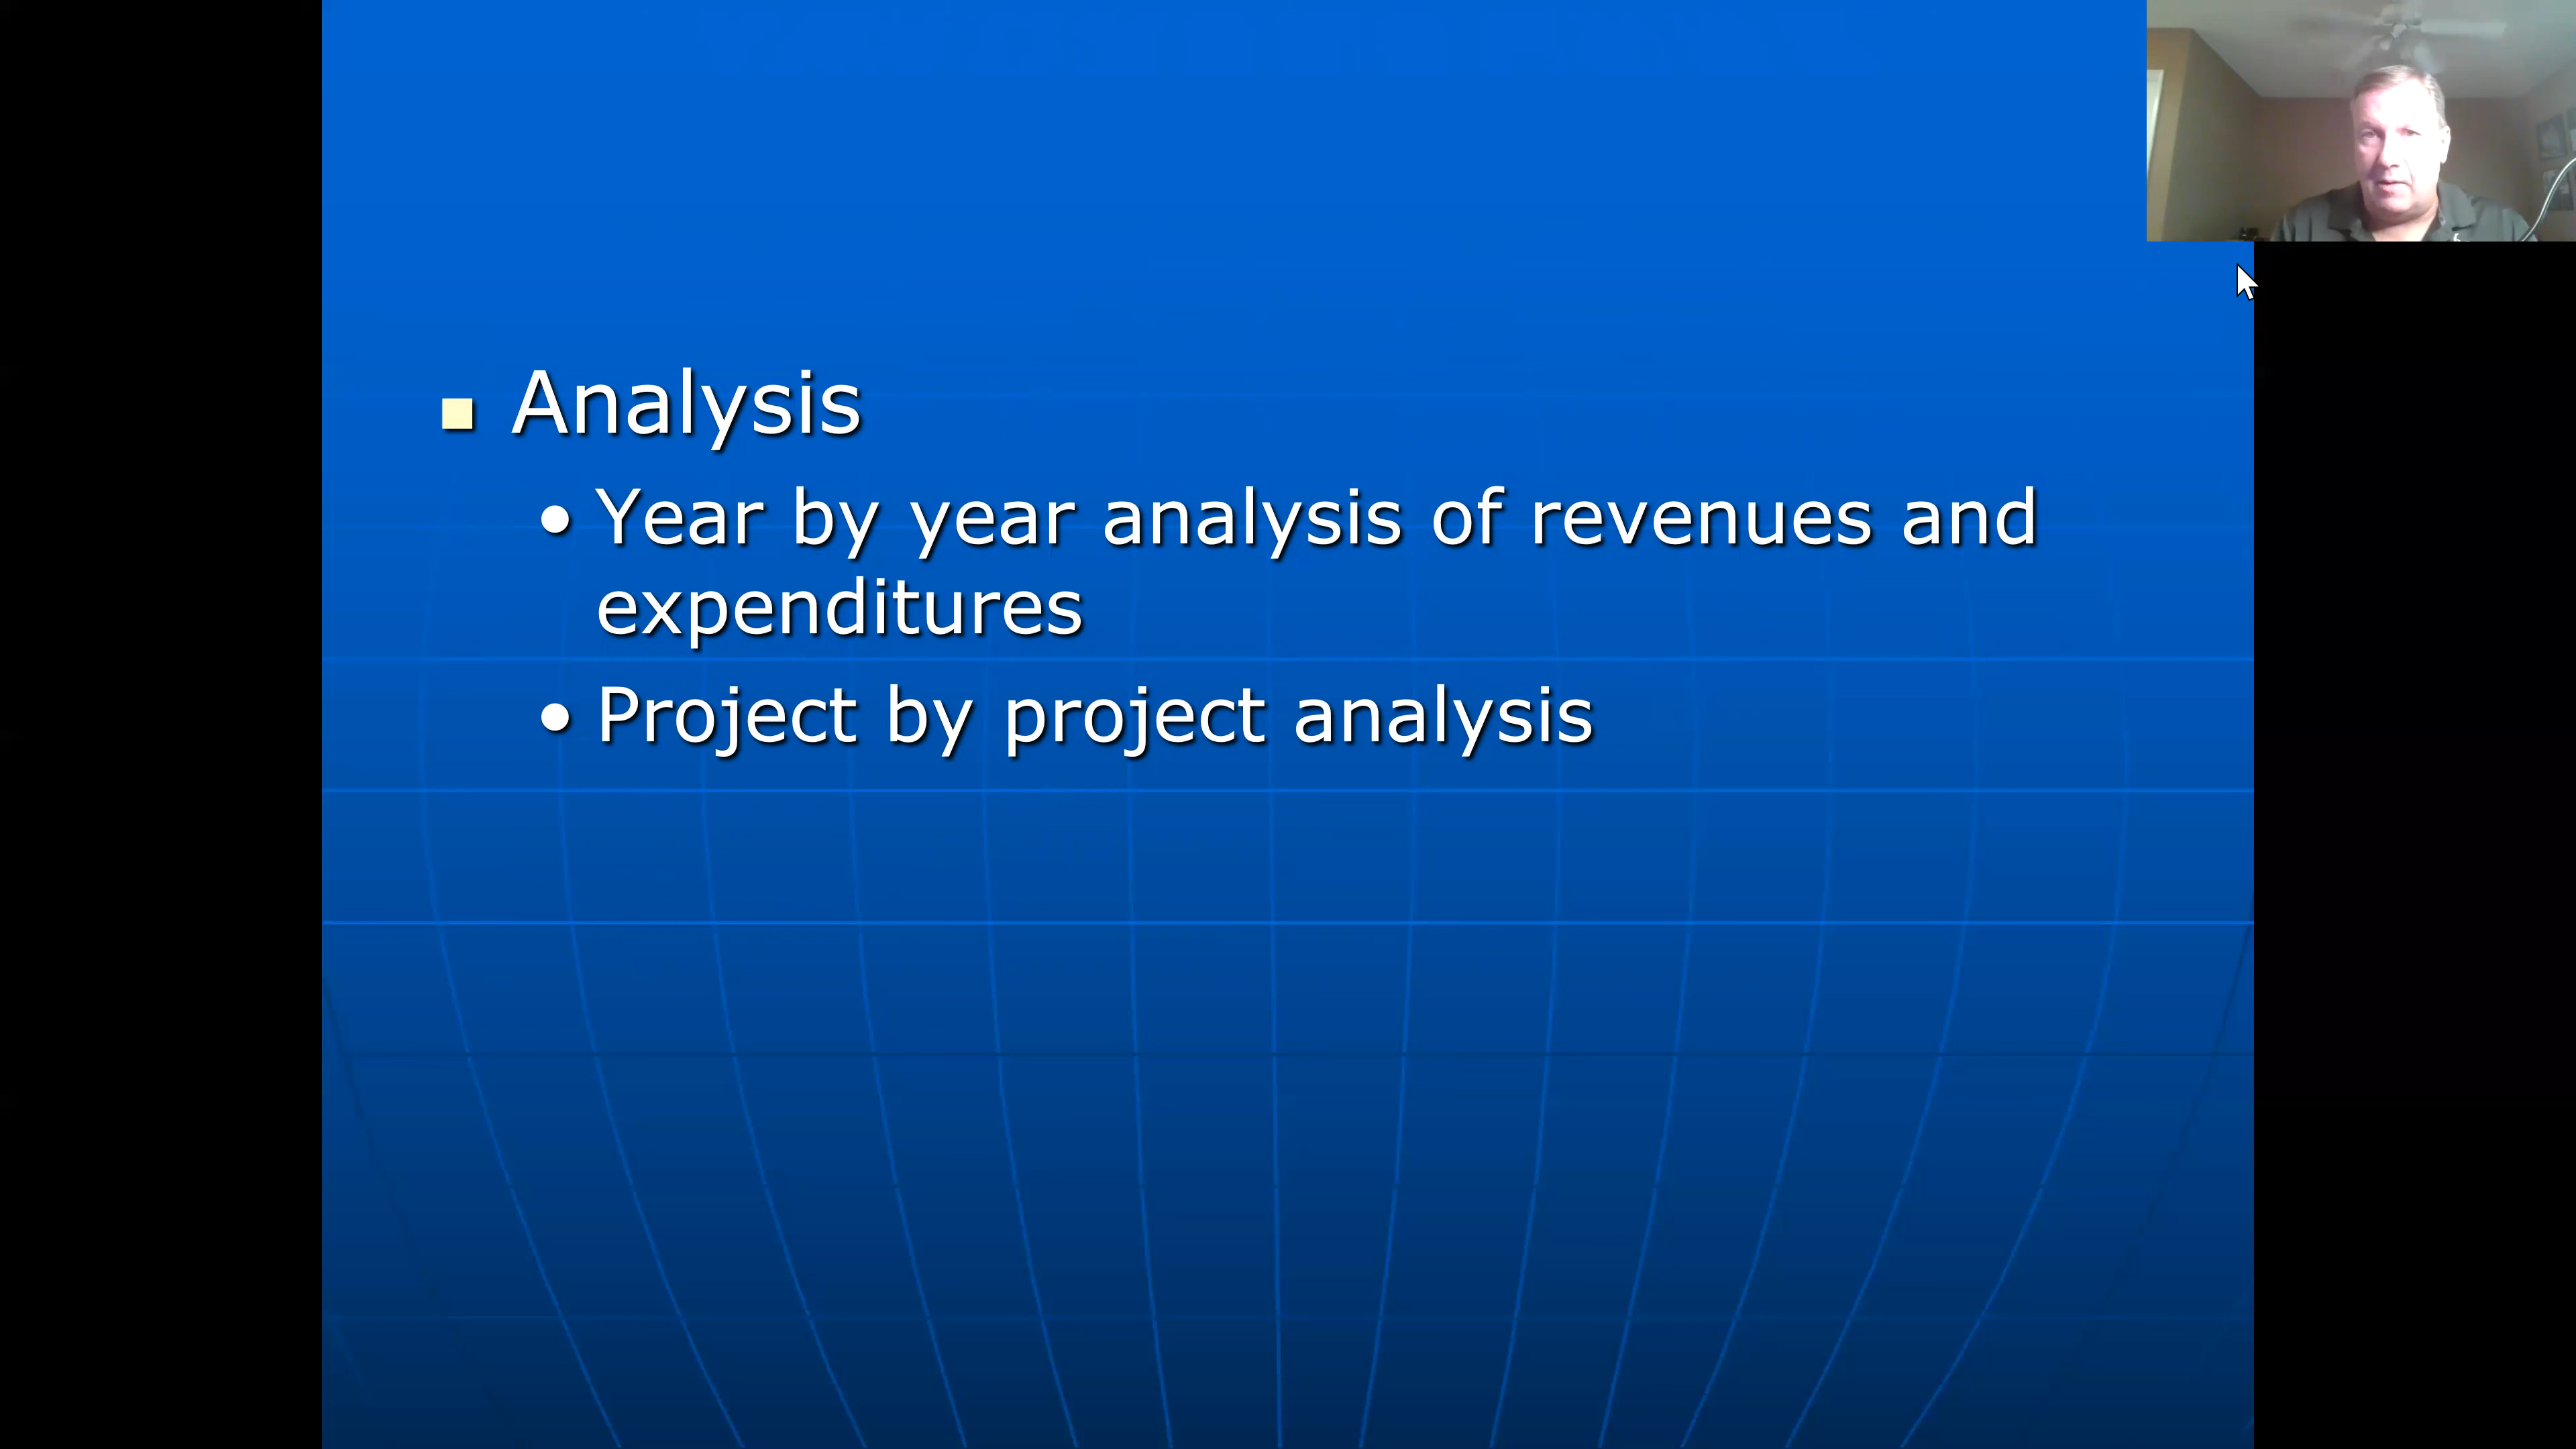 Analysis
Year by year analysis of revenues and
expenditures
Project by project analysis